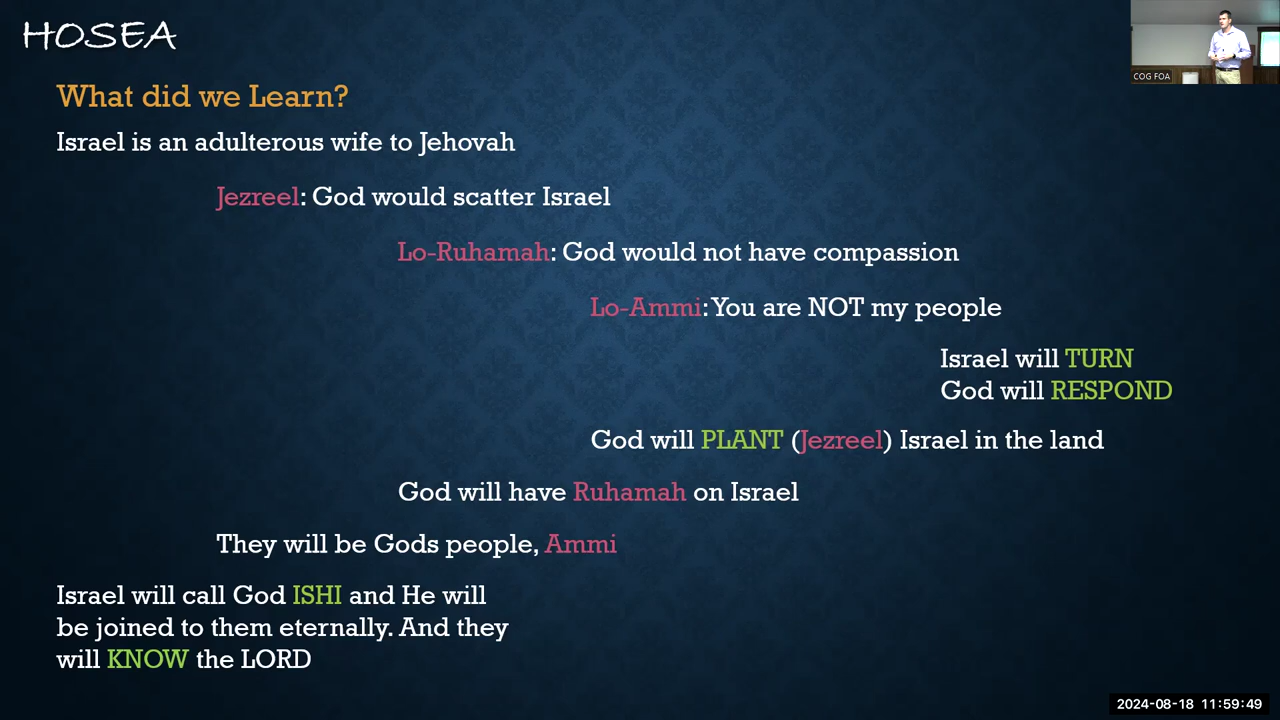 HOSEA
COG FOA
What did we Learn?
Israel is an adulterous wife to Jehovah
Jezreel: God would scatter Israel
Lo-Ruhamah: God would not have compassion
Lo-Ammi: You are NOT my people
Israel will TURN
God will RESPOND
God will PLANT (Jezreel) Israel in the land
God will have Ruhamah on Israel
They will be Gods people, Ammi
Israel will call God ISHI and He will
be joined to them eternally. And they
will KNOW the LORD
2024-08-18 11:59:49